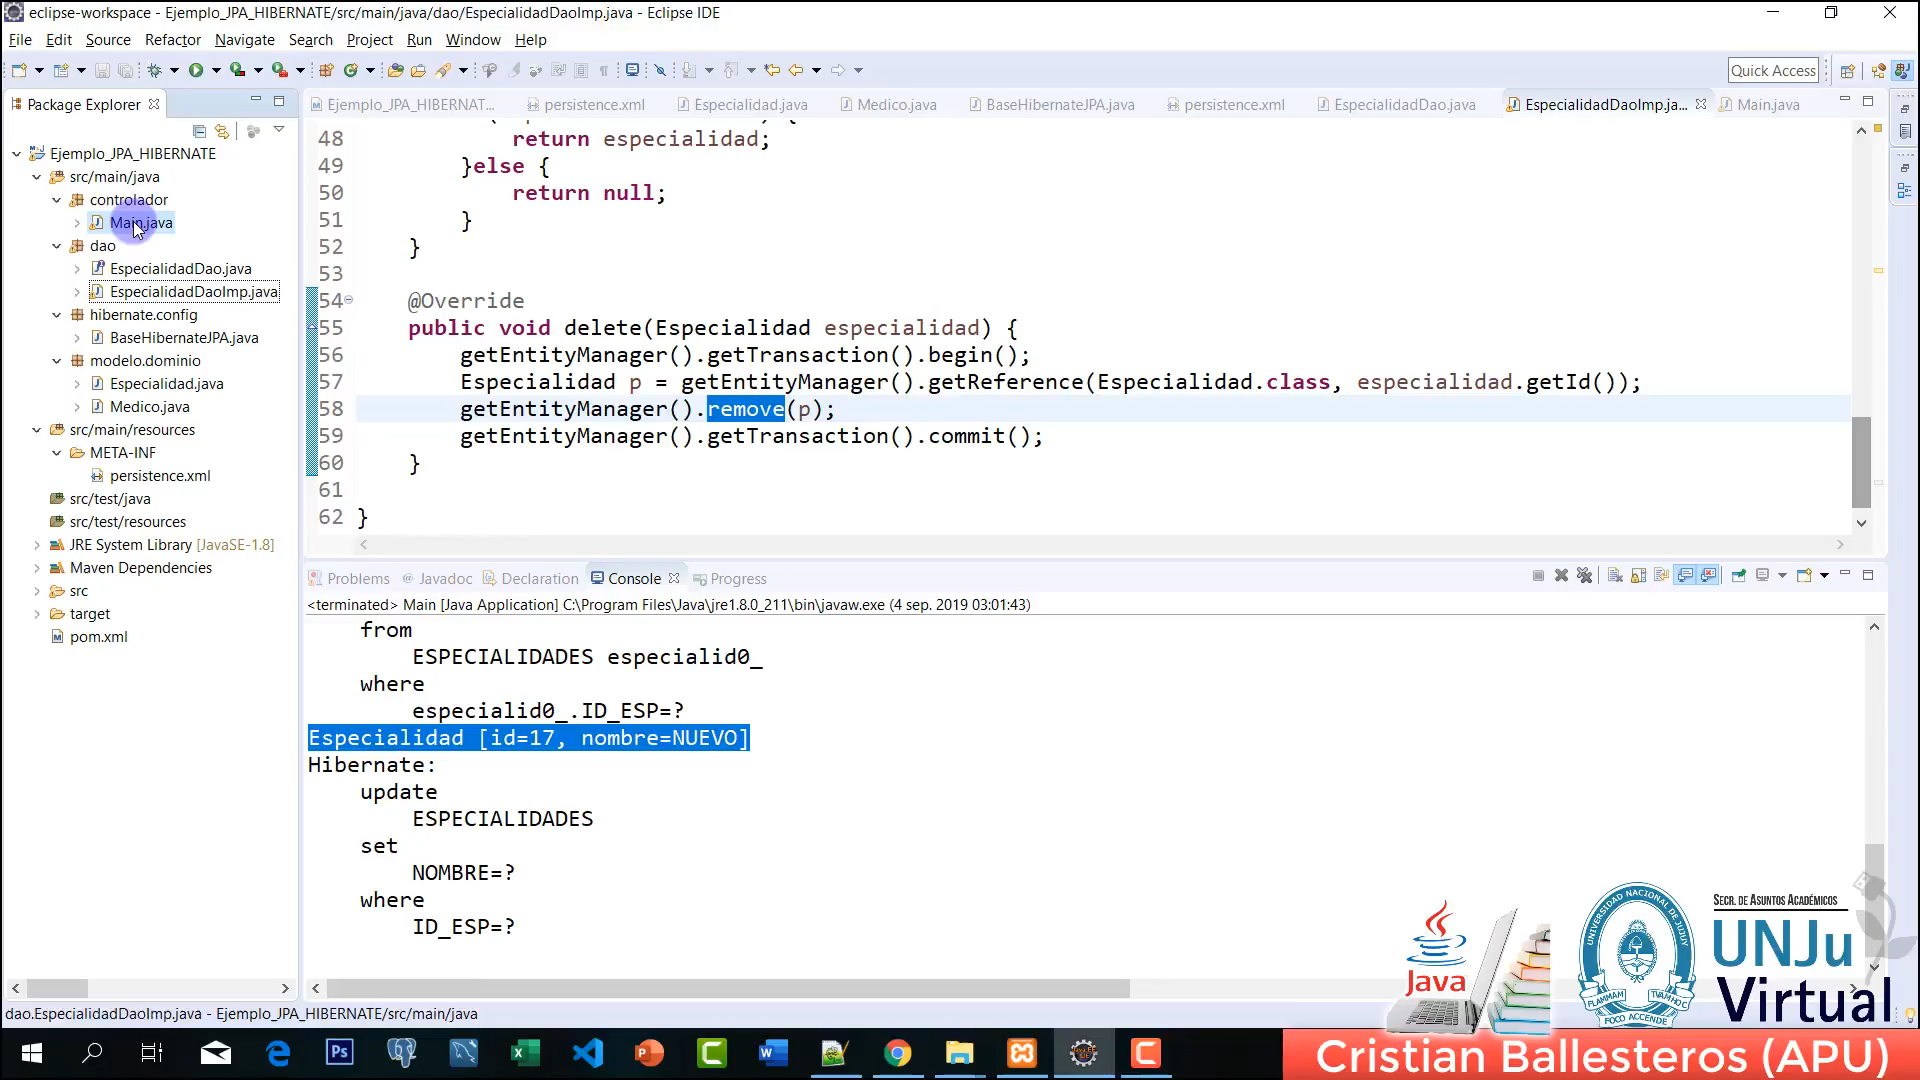 eclipse-workspace - Ejemplo_JPA_HIBERNATE/src/main/java/dao/EspecialidadDaoImp.java - Eclipse IDE
File Edit Source Refactor Navigate Search Project Run Window Help
Quick Access
Package Explorer
Ejemplo_JPA_HIBERNAT...
persistence.xml
Especialidad.java
Medico.java
BaseHibernateJPA.java
persistence.xml
EspecialidadDao.java
EspecialidadDaoImp.ja...
Main.java
Ejemplo_JPA_HIBERNATE
src/main/java
controlador
Main.java
dao
EspecialidadDao.java
EspecialidadDaoImp.java
hibernate.config
BaseHibernateJPA.java
modelo.dominio
Especialidad.java
Medico.java
src/main/resources
META-INF
persistence.xml
src/test/java
src/test/resources
JRE System Library [JavaSE-1.8]
Maven Dependencies
src
target
pom.xml
48 return especialidad;
49 }else {
50 return null;
51 }
52 }
53
54 @Override
55 public void delete(Especialidad especialidad) {
56 getEntityManager().getTransaction().begin();
57 Especialidad p = getEntityManager().getReference(Especialidad.class, especialidad.getId());
58 getEntityManager().remove(p);
59 getEntityManager().getTransaction().commit();
60 }
61
62 }
Problems @ Javadoc Declaration Console Progress
<terminated> Main [Java Application] C:\Program Files\Java\jre1.8.0_211\bin\javaw.exe (4 sep. 2019 03:01:43)
from
ESPECIALIDADES especialid0_
where
especialid0_.ID_ESP=?
Especialidad [id=17, nombre=NUEVO]
Hibernate:
update
ESPECIALIDADES
set
NOMBRE=?
where
ID_ESP=?
Java
UNIVERSIDAD NACIONAL DE JUJUY
FOCO ACCENDE
SECR. DE ASUNTOS ACADÉMICOS
UNJu
Virtual
dao.EspecialidadDaoImp.java - Ejemplo_JPA_HIBERNATE/src/main/java
Ps
Cristian Ballesteros (APU)